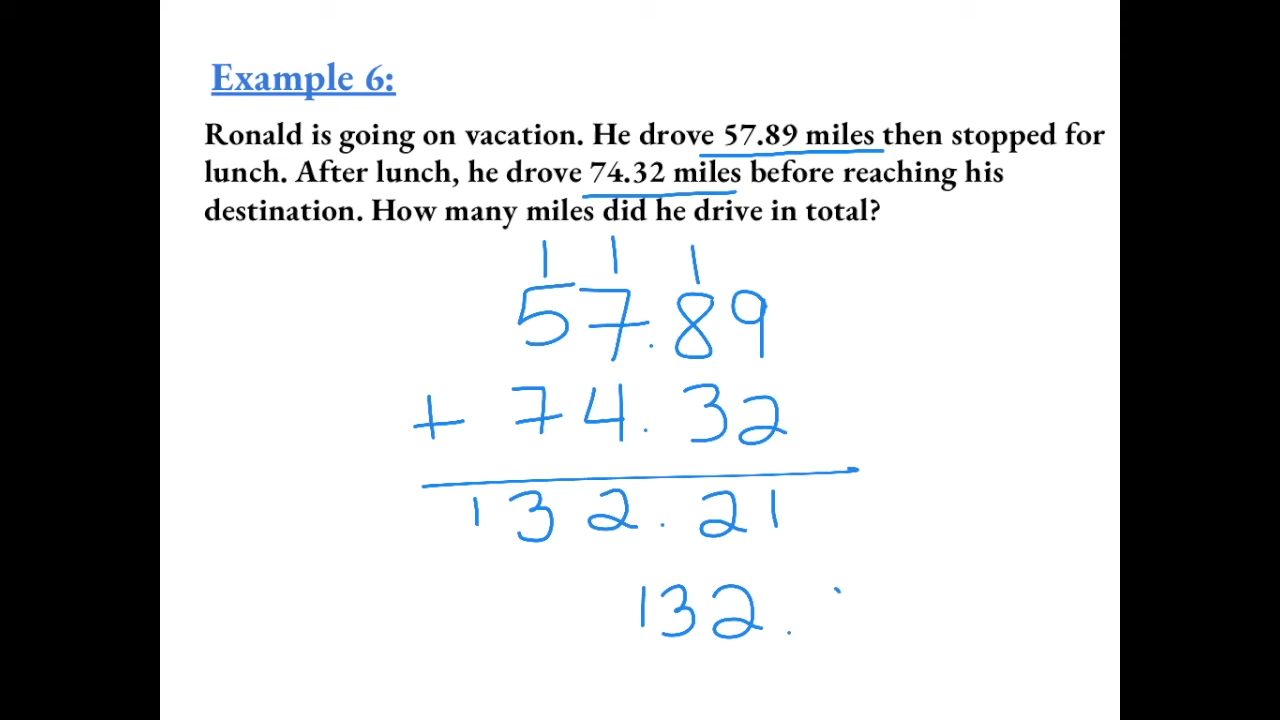 Example 6:
Ronald is going on vacation. He drove 57.89 miles then stopped for
lunch. After lunch, he drove 74.32 miles before reaching his
destination. How many miles did he drive in total?
1 1 1
57.89
+ 74.32
132.21
132.